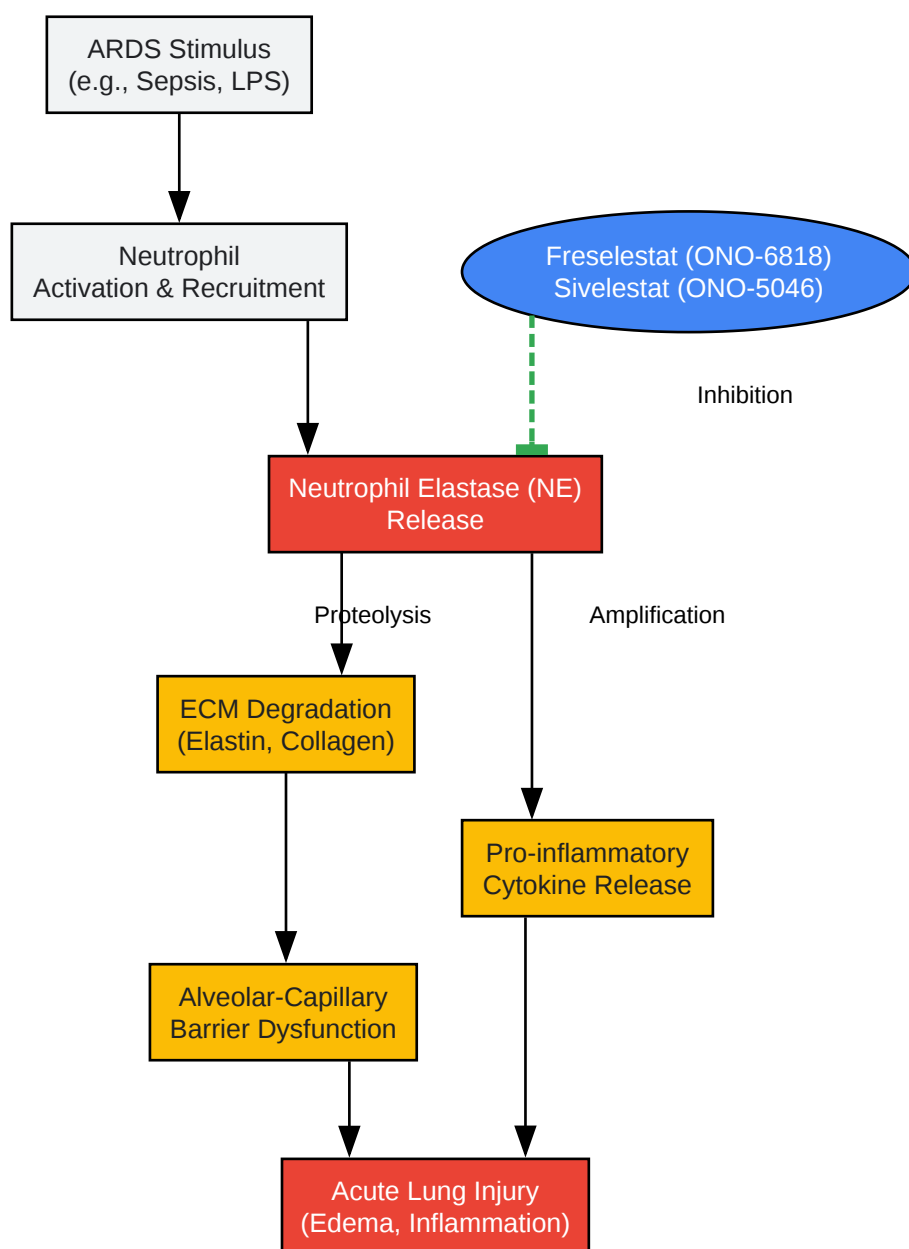 ARDS Stimulus
(e.g., Sepsis, LPS)
Neutrophil
Activation & Recruitment
Freselestat (ONO-6818)
Sivelestat (ONO-5046)
Inhibition
Neutrophil Elastase (NE)
Release
Proteolysis
Amplification
ECM Degradation
(Elastin, Collagen)
Pro-inflammatory
Cytokine Release
Alveolar-Capillary
Barrier Dysfunction
Acute Lung Injury
(Edema, Inflammation)